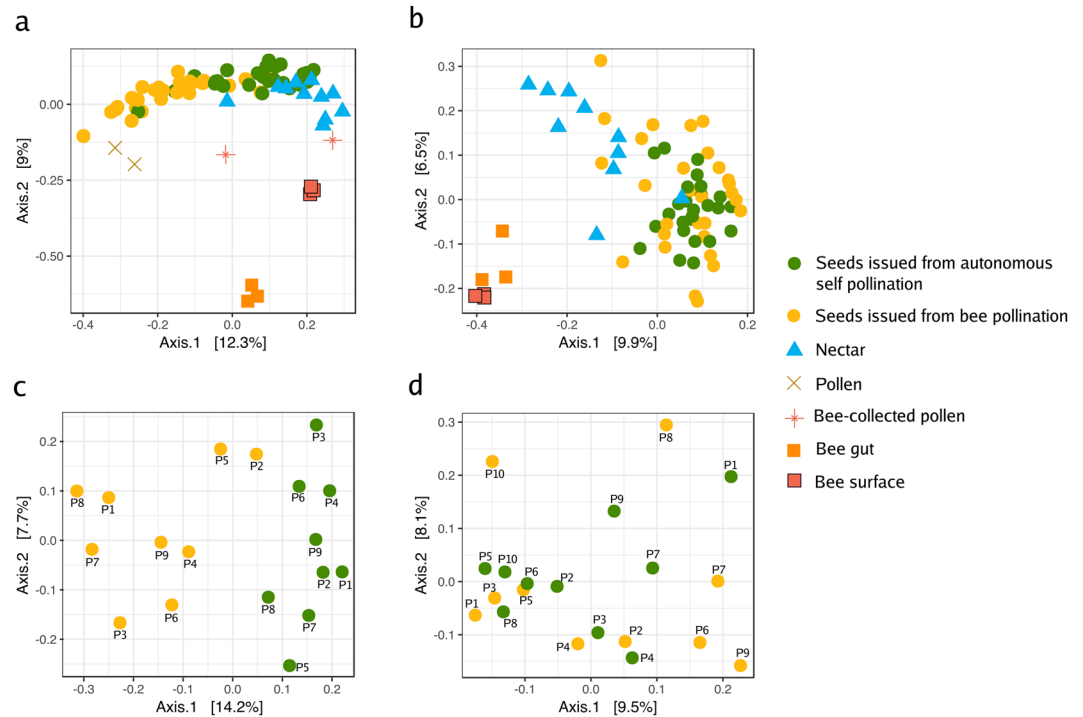 a
Axis.2 [9%]
0.00
-0.25
-0.50
-0.4
-0.2
0.0
0.2
Axis.1 [12.3%]
b
Axis.2 [6.5%]
0.3
0.2
0.1
0.0
-0.1
-0.2
-0.4
-0.2
0.0
0.2
Axis.1 [9.9%]
Seeds issued from autonomous
self pollination
Seeds issued from bee pollination
Nectar
Pollen
Bee-collected pollen
Bee gut
Bee surface
c
Axis.2 [7.7%]
0.2
0.1
0.0
-0.1
-0.2
P3
P5
P2
P6
P4
P8
P1
P9
P7
P9
P4
P2
P1
P8
P6
P3
P7
P5
-0.3
-0.2
-0.1
0.0
0.1
0.2
Axis.1 [14.2%]
d
Axis.2 [8.1%]
0.3
0.2
0.1
0.0
-0.1
P8
P10
P1
P9
P7
P5
P10
P6
P2
P7
P3
P5
P1
P8
P3
P2
P6
P4
P4
P9
-0.1
0.0
0.1
0.2
Axis.1 [9.5%]